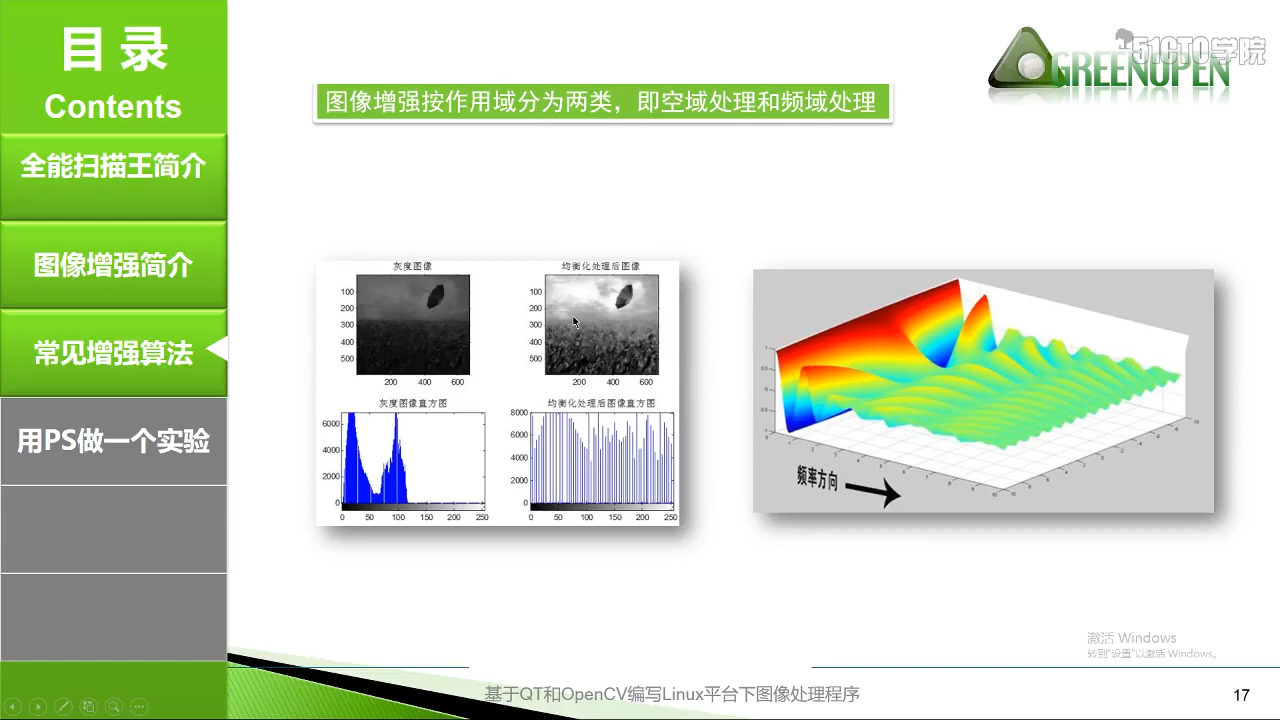 目 录
Contents
全能扫描王简介
图像增强简介
常见增强算法
用PS做一个实验
51CTO学院
GREENOPEN
图像增强按作用域分为两类，即空域处理和频域处理
灰度图像
100
200
300
400
500
200 400 600
均衡化处理后图像
100
200
300
400
500
200 400 600
灰度图像直方图
6000
4000
2000
0
0 50 100 150 200 250
均衡化处理后图像直方图
8000
6000
4000
2000
0
0 50 100 150 200 250
频率方向
激活 Windows
转到"设置"以激活 Windows。
基于QT和OpenCV编写Linux平台下图像处理程序
17